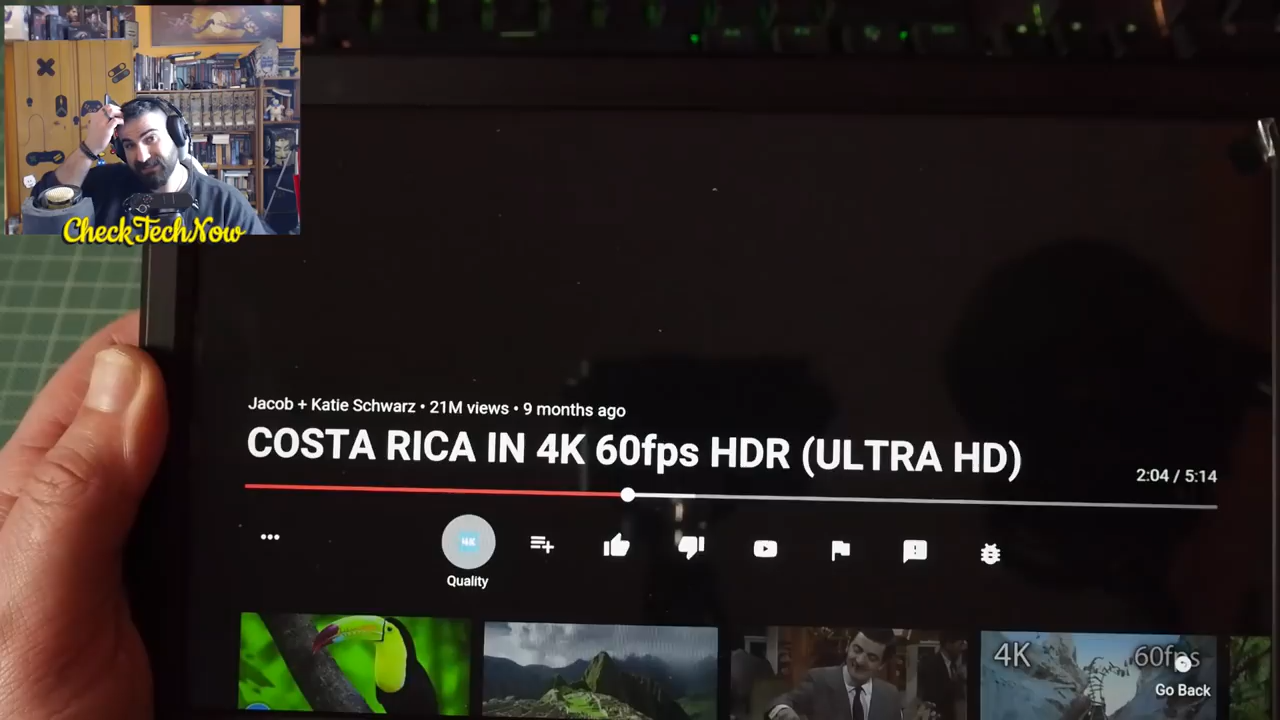 CheckTechNow
Jacob + Katie Schwarz • 21M views • 9 months ago
COSTA RICA IN 4K 60fps HDR (ULTRA HD)
2:04 / 5:14
4K
Quality
4K
60fps
Go Back